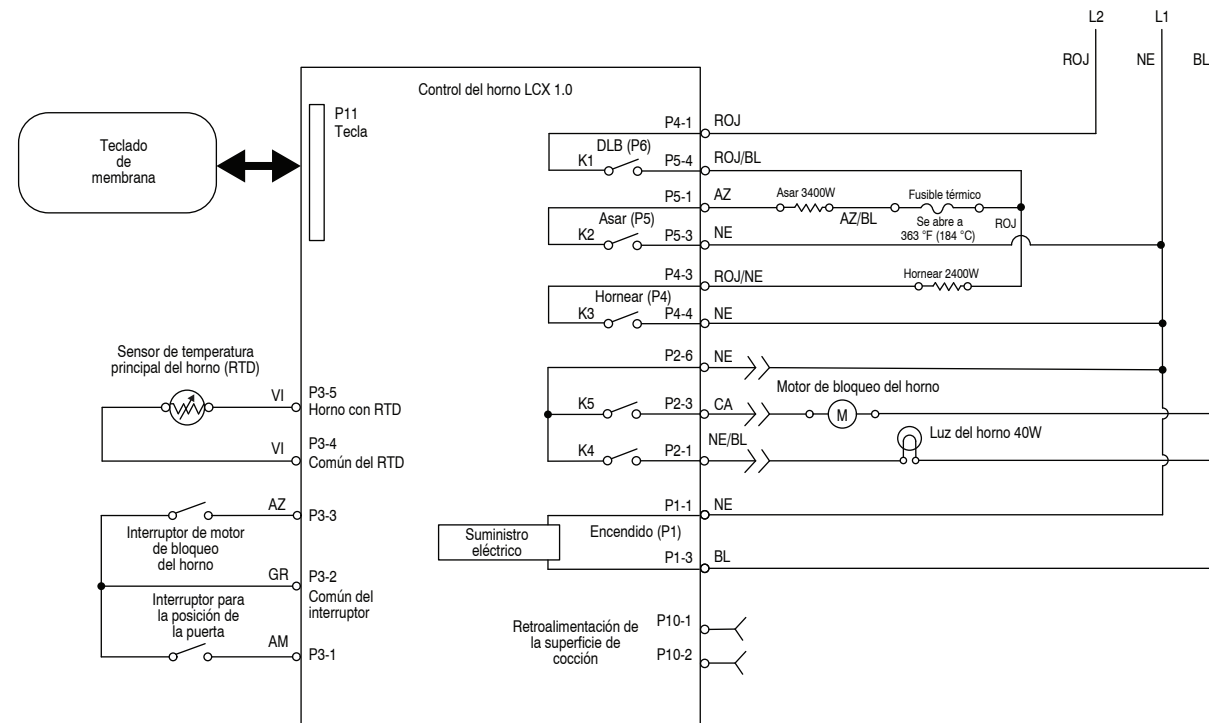 L2
L1
ROJ
NE
BL
Control del horno LCX 1.0
P11
Tecla
Teclado
de
membrana
P4-1
ROJ
DLB (P6)
K1
P5-4
ROJ/BL
P5-1
AZ
Asar 3400W
AZ/BL
Fusible térmico
Se abre a
363 °F (184 °C)
ROJ
Asar (P5)
K2
P5-3
NE
P4-3
ROJ/NE
Hornear 2400W
Hornear (P4)
K3
P4-4
NE
P2-6
NE
K5
P2-3
CA
Motor de bloqueo del horno
M
K4
P2-1
NE/BL
Luz del horno 40W
P1-1
NE
Suministro
eléctrico
Encendido (P1)
P1-3
BL
Retroalimentación de
la superficie de
cocción
P10-1
P10-2
Sensor de temperatura
principal del horno (RTD)
VI
P3-5
Horno con RTD
VI
P3-4
Común del RTD
AZ
P3-3
Interruptor de motor
de bloqueo
del horno
GR
P3-2
Común del
interruptor
Interruptor para
la posición de
la puerta
AM
P3-1